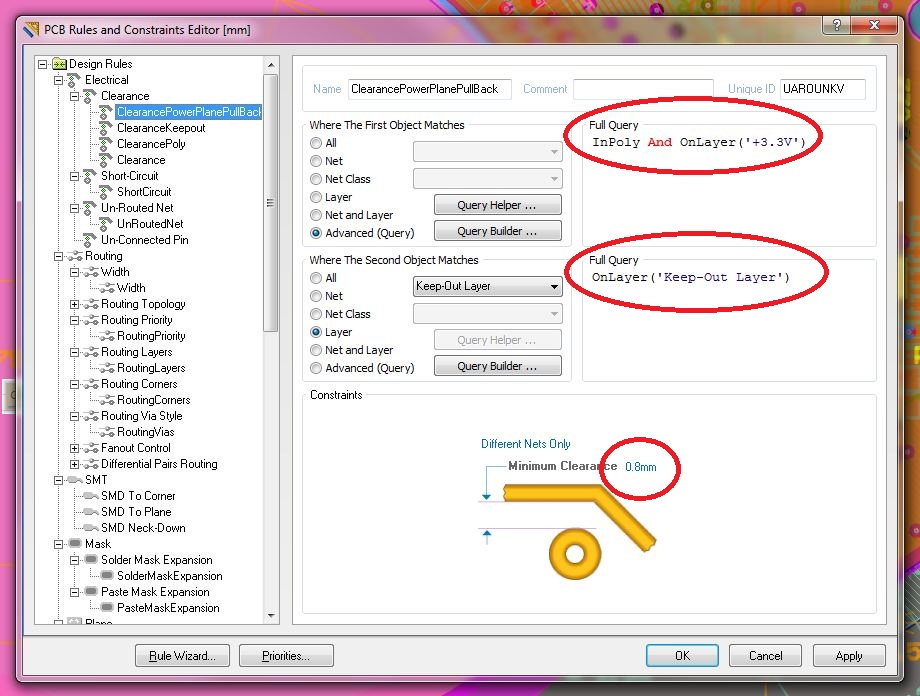 PCB Rules and Constraints Editor [mm]
Design Rules
Electrical
Clearance
ClearancePowerPlanePullBack
ClearanceKeepout
ClearancePoly
Clearance
Short-Circuit
ShortCircuit
Un-Routed Net
UnRoutedNet
Un-Connected Pin
Routing
Width
Width
Routing Topology
Routing Priority
RoutingPriority
Routing Layers
RoutingLayers
Routing Corners
RoutingCorners
Routing Via Style
RoutingVias
Fanout Control
Differential Pairs Routing
SMT
SMD To Corner
SMD To Plane
SMD Neck-Down
Mask
Solder Mask Expansion
SolderMaskExpansion
Paste Mask Expansion
PasteMaskExpansion
Plane
Name ClearancePowerPlanePullBack Comment Unique ID UAROUNKV
Where The First Object Matches
All
Net
Net Class
Layer
Net and Layer
Advanced (Query)
Query Helper ...
Query Builder ...
Full Query
InPoly And OnLayer('+3.3V')
Where The Second Object Matches
All
Net
Net Class
Layer
Net and Layer
Advanced (Query)
Keep-Out Layer
Query Helper ...
Query Builder ...
Full Query
OnLayer('Keep-Out Layer')
Constraints
Different Nets Only
Minimum Clearance 0.8mm
Rule Wizard... Priorities... OK Cancel Apply